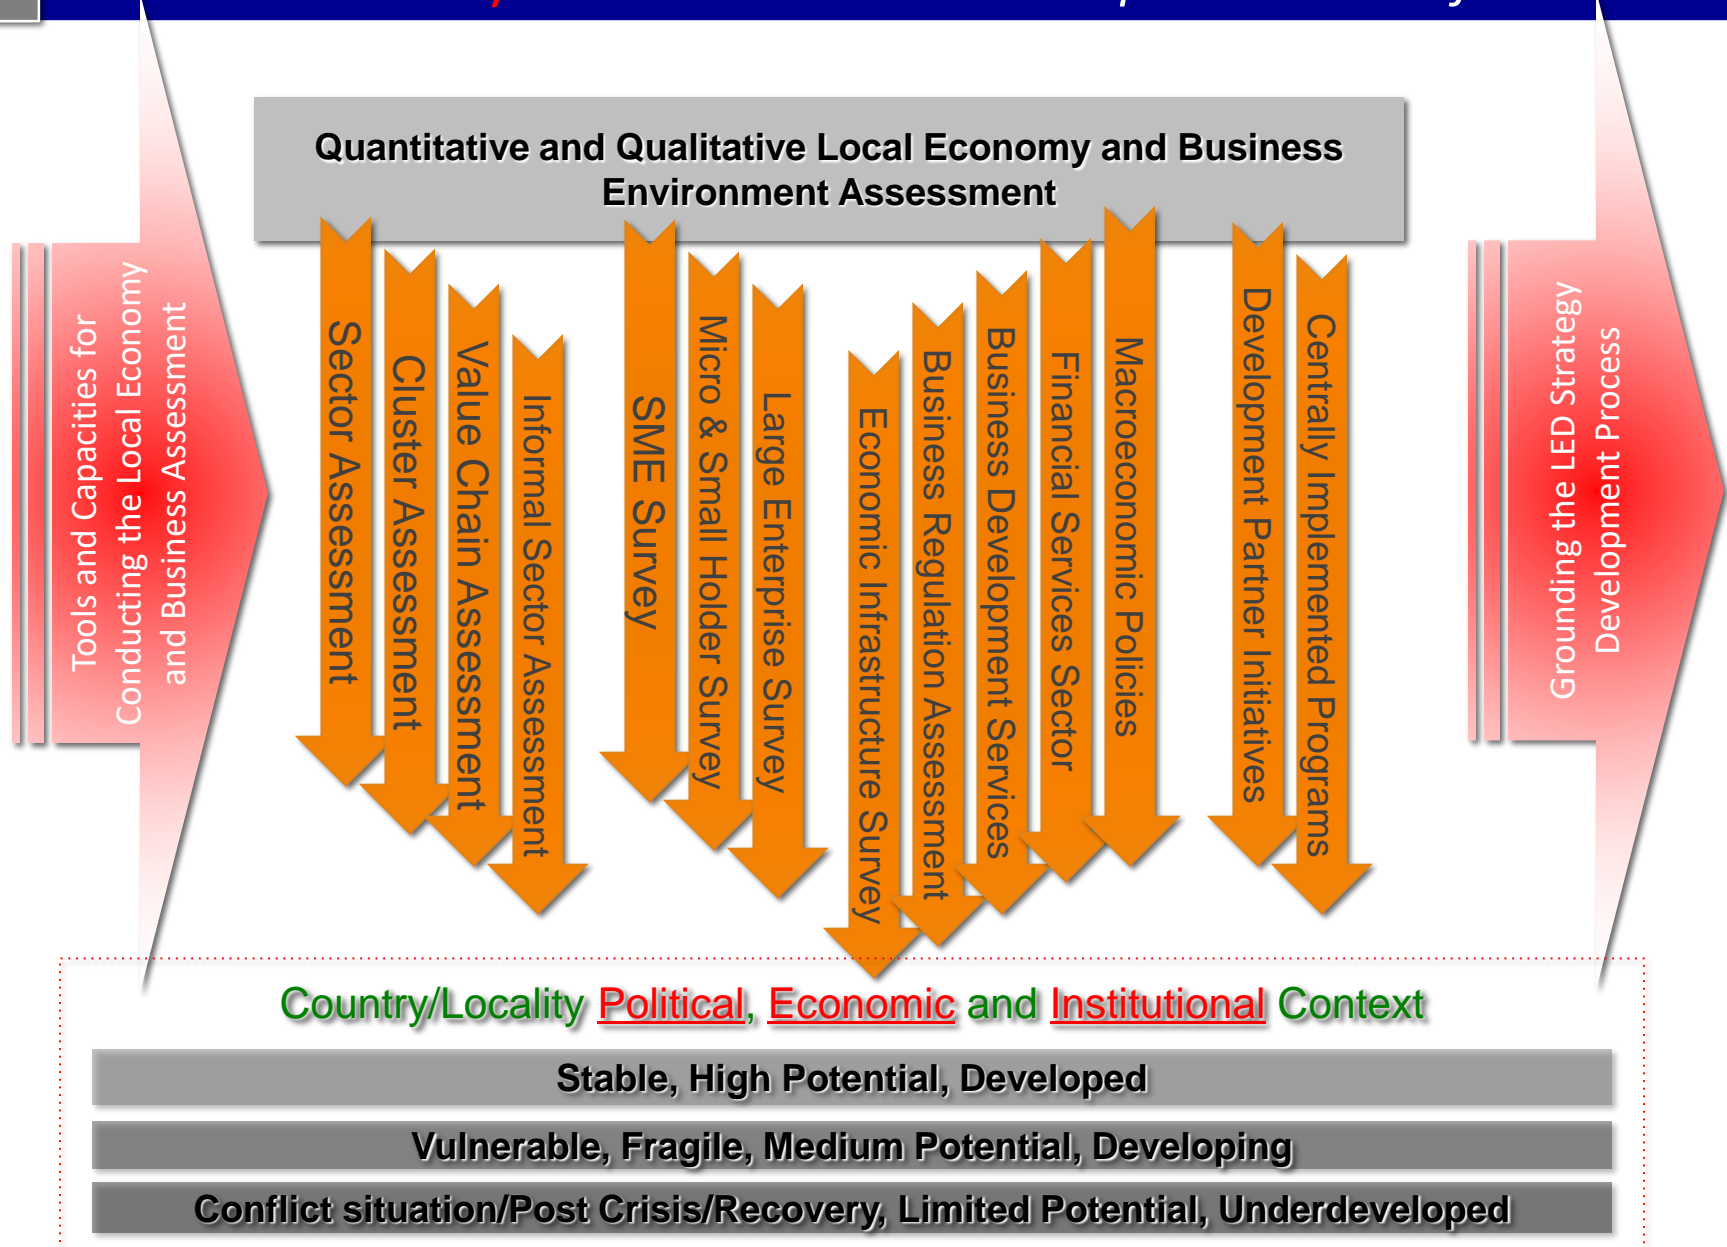 Quantitative and Qualitative Local Economy and Business
Environment Assessment
Tools and Capacities for
Conducting the Local Economy
and Business Assessment
Sector Assessment
Cluster Assessment
Value Chain Assessment
Informal Sector Assessment
SME Survey
Micro & Small Holder Survey
Large Enterprise Survey
Economic Infrastructure Survey
Business Regulation Assessment
Business Development Services
Financial Services Sector
Macroeconomic Policies
Development Partner Initiatives
Centrally Implemented Programs
Grounding the LED Strategy
Development Process
Country/Locality Political, Economic and Institutional Context
Stable, High Potential, Developed
Vulnerable, Fragile, Medium Potential, Developing
Conflict situation/Post Crisis/Recovery, Limited Potential, Underdeveloped